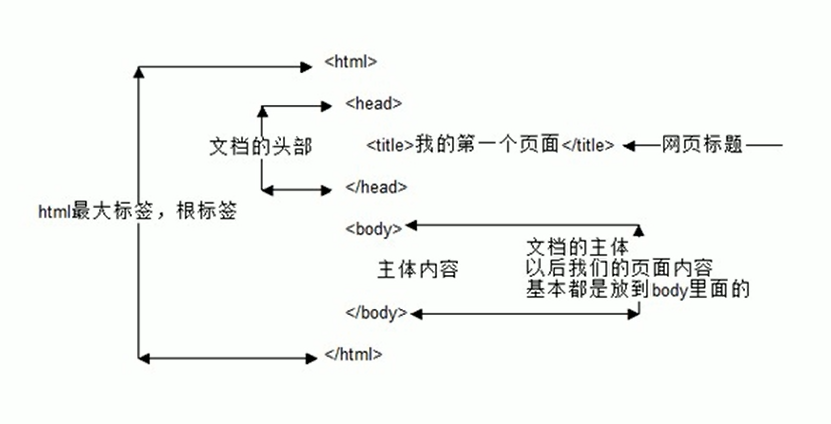 <html>
<head>
文档的头部
<title>我的第一个页面</title>
网页标题
</head>
html最大标签，根标签
<body>
文档的主体
以后我们的页面内容
基本都是放到body里面的
主体内容
</body>
</html>